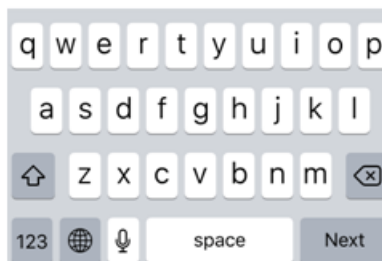 q w e r t y u i o p
a s d f g h j k l
z x c v b n m
123 space Next